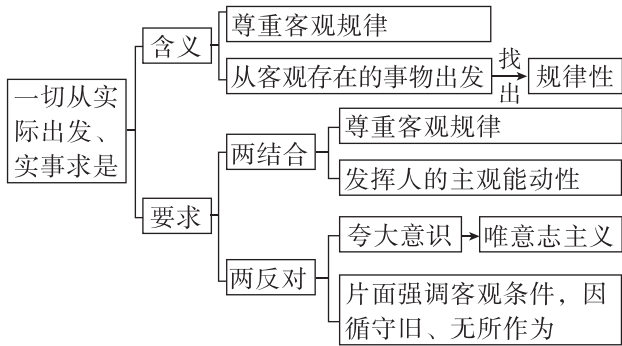 一切从实
际出发、
实事求是
含义
尊重客观规律
从客观存在的事物出发
找
出
规律性
要求
两结合
尊重客观规律
发挥人的主观能动性
两反对
夸大意识
唯意志主义
片面强调客观条件，因
循守旧、无所作为